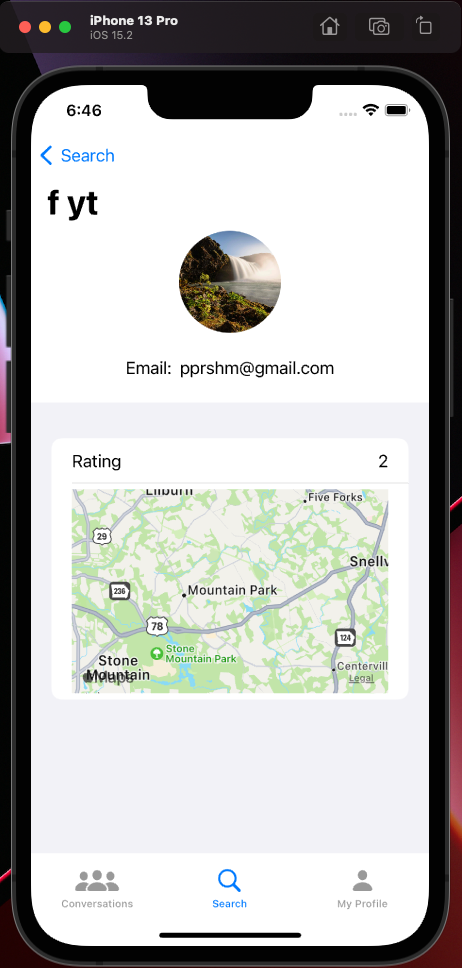 iPhone 13 Pro
iOS 15.2
6:46
Search
f yt
Email: pprshm@gmail.com
Rating 2
Lilburn
Five Forks
29
Snellv
236
Mountain Park
78
124
Stone
Mountain Park
Stone
Mountain
Centervill
Maps
Legal
Conversations
Search
My Profile